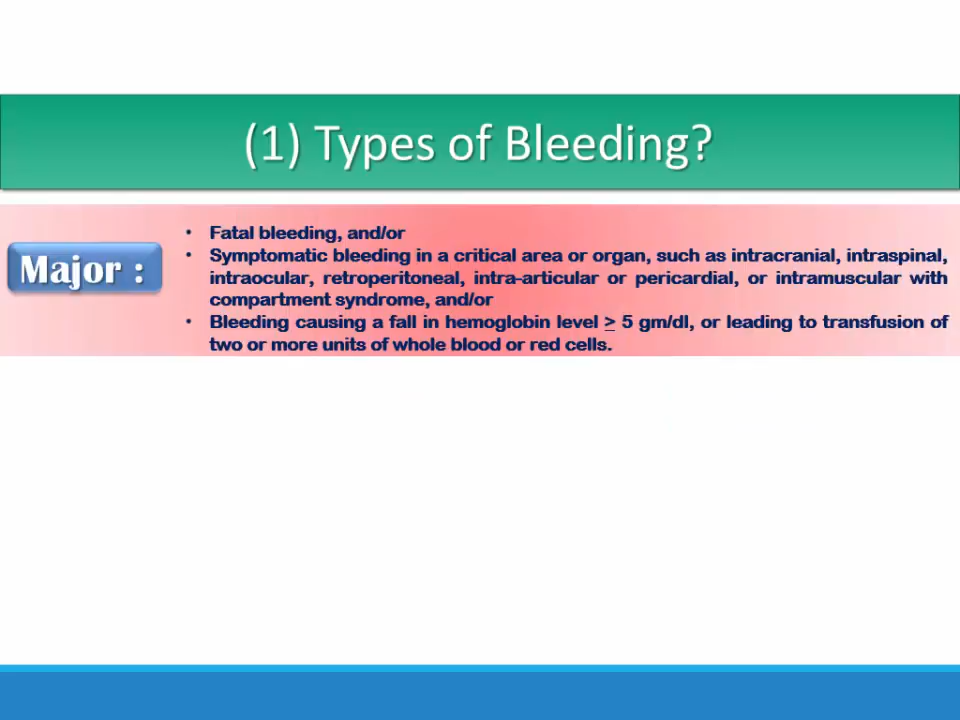 (1) Types of Bleeding?
Major :
• Fatal bleeding, and/or
• Symptomatic bleeding in a critical area or organ, such as intracranial, intraspinal,
intraocular, retroperitoneal, intra-articular or pericardial, or intramuscular with
compartment syndrome, and/or
• Bleeding causing a fall in hemoglobin level ≥ 5 gm/dl, or leading to transfusion of
two or more units of whole blood or red cells.